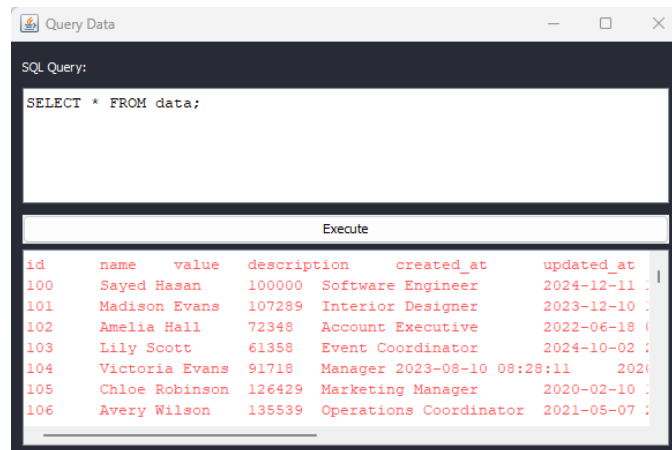 Query Data
SQL Query:
SELECT * FROM data;
Execute
id name value description created_at updated_at
100 Sayed Hasan 100000 Software Engineer 2024-12-11
101 Madison Evans 107289 Interior Designer 2023-12-10
102 Amelia Hall 72348 Account Executive 2022-06-18
103 Lily Scott 61358 Event Coordinator 2024-10-02
104 Victoria Evans 91718 Manager 2023-08-10 08:28:11
105 Chloe Robinson 126429 Marketing Manager 2020-02-10
106 Avery Wilson 135539 Operations Coordinator 2021-05-07